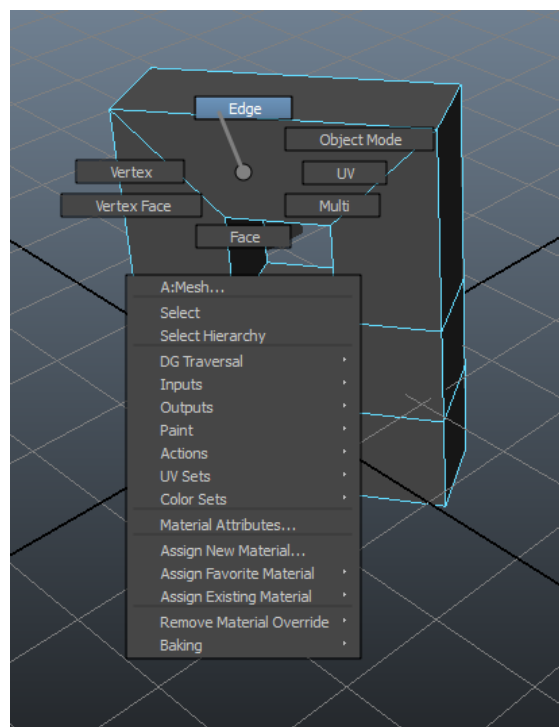 Edge
Object Mode
Vertex
UV
Vertex Face
Multi
Face
A:Mesh...
Select
Select Hierarchy
DG Traversal
Inputs
Outputs
Paint
Actions
UV Sets
Color Sets
Material Attributes...
Assign New Material...
Assign Favorite Material
Assign Existing Material
Remove Material Override
Baking